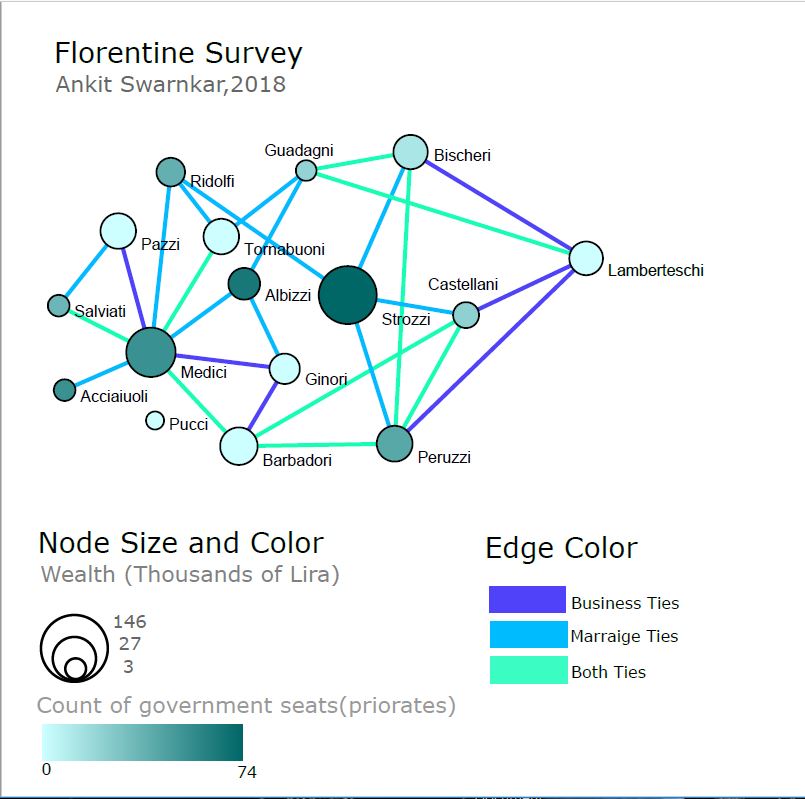 Florentine Survey
Ankit Swarnkar,2018
Guadagni
Bischeri
Ridolfi
Pazzi
Tornabuoni
Lamberteschi
Castellani
Albizzi
Salviati
Strozzi
Medici
Ginori
Acciaiuoli
Pucci
Barbadori
Peruzzi
Node Size and Color
Wealth (Thousands of Lira)
146
27
3
Count of government seats(priorates)
0
74
Edge Color
Business Ties
Marraige Ties
Both Ties